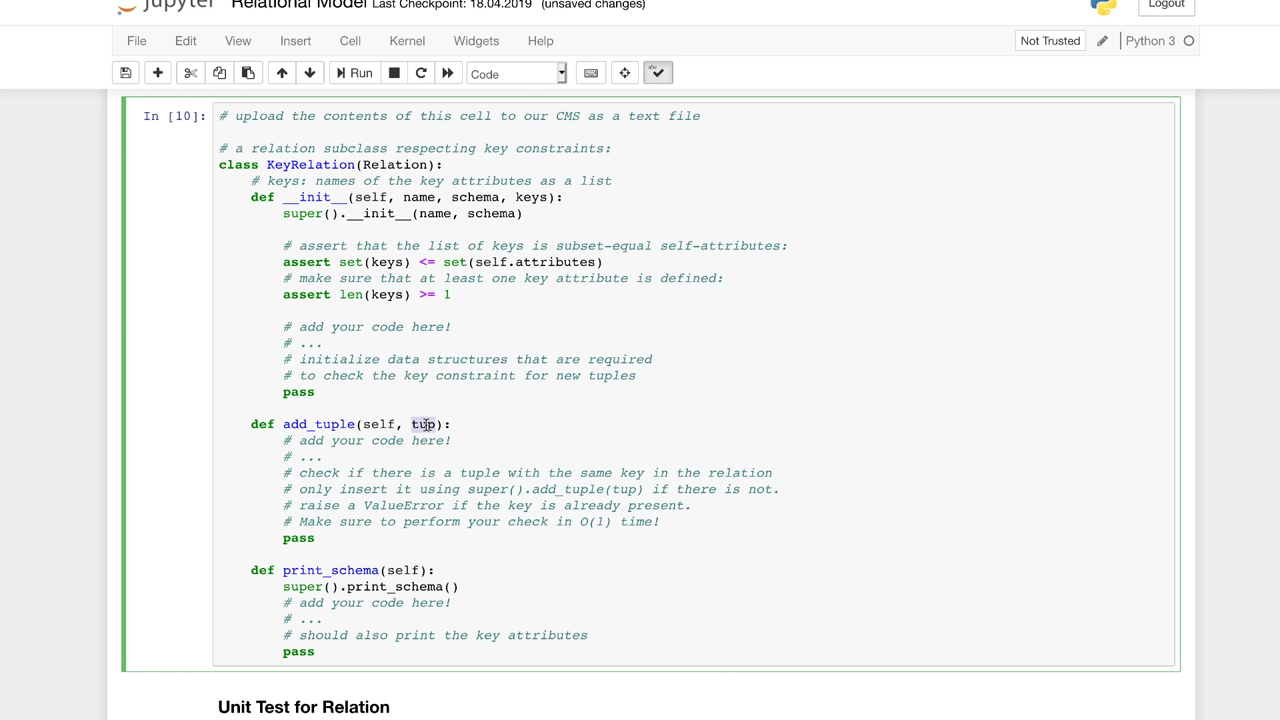 Jupyter Relational Model Last Checkpoint: 18.04.2019 (unsaved changes) Logout
File Edit View Insert Cell Kernel Widgets Help Not Trusted Python 3
Run Code
In [10]: # upload the contents of this cell to our CMS as a text file
# a relation subclass respecting key constraints:
class KeyRelation(Relation):
# keys: names of the key attributes as a list
def __init__(self, name, schema, keys):
super().__init__(name, schema)
# assert that the list of keys is subset-equal self-attributes:
assert set(keys) <= set(self.attributes)
# make sure that at least one key attribute is defined:
assert len(keys) >= 1
# add your code here!
# ...
# initialize data structures that are required
# to check the key constraint for new tuples
pass
def add_tuple(self, tup):
# add your code here!
# ...
# check if there is a tuple with the same key in the relation
# only insert it using super().add_tuple(tup) if there is not.
# raise a ValueError if the key is already present.
# Make sure to perform your check in O(1) time!
pass
def print_schema(self):
super().print_schema()
# add your code here!
# ...
# should also print the key attributes
pass
Unit Test for Relation